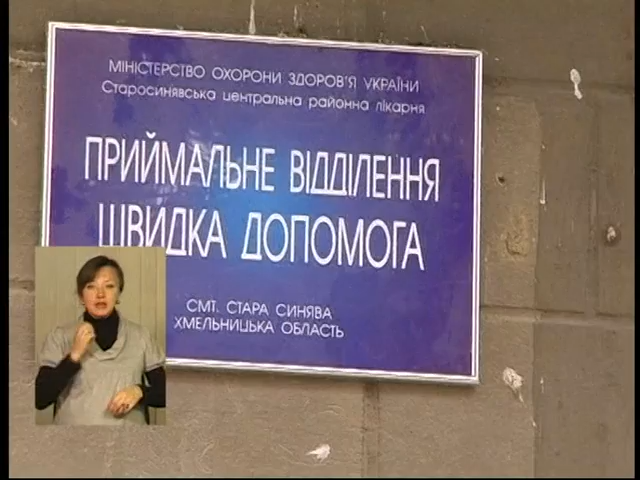 МІНІСТЕРСТВО ОХОРОНИ ЗДОРОВ'Я УКРАЇНИ
Старосинявська центральна районна лікарня
ПРИЙМАЛЬНЕ ВІДДІЛЕННЯ
ШВИДКА ДОПОМОГА
СМТ. СТАРА СИНЯВА
ХМЕЛЬНИЦЬКА ОБЛАСТЬ